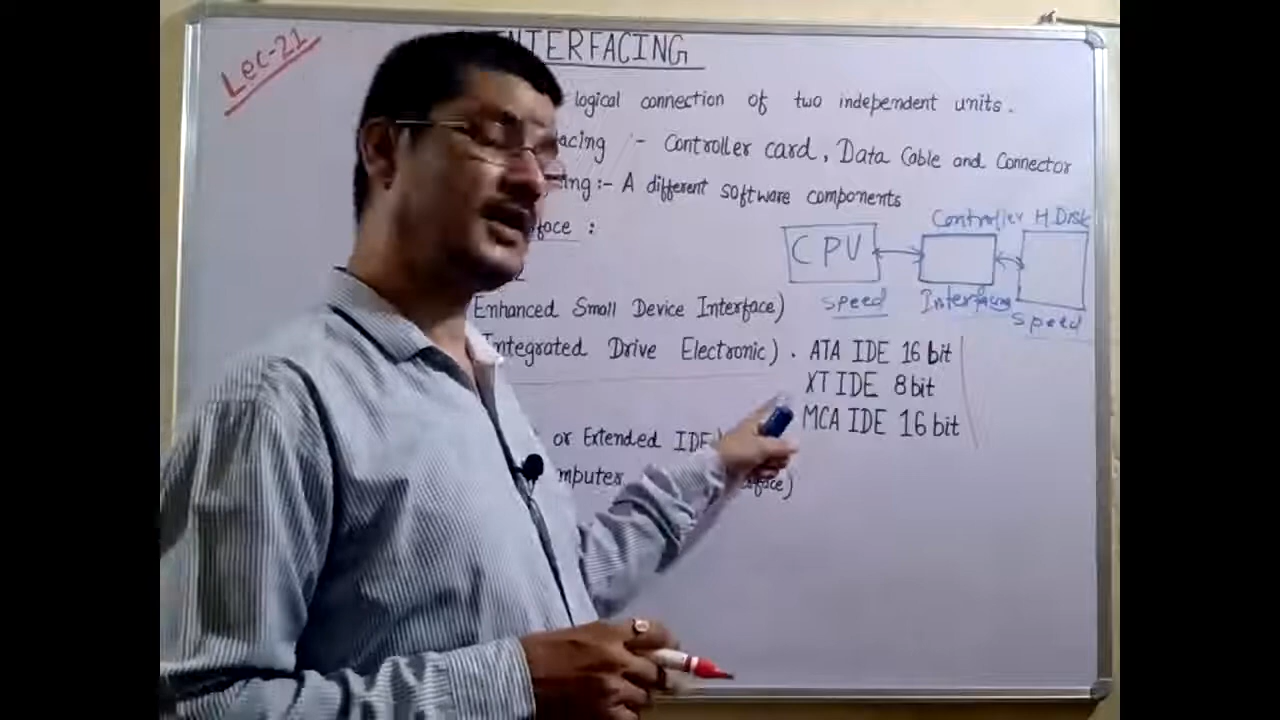 Lec-21
INTERFACING
logical connection of two independent units.
acing :- Controller card, Data Cable and Connector
ing :- A different software components
face :
Controller H.Disk
CPU
speed Interfacing speed
Enhanced Small Device Interface)
Integrated Drive Electronic). ATA IDE 16 bit
XT IDE 8 bit
MCA IDE 16 bit
or Extended IDE)
mputer face)